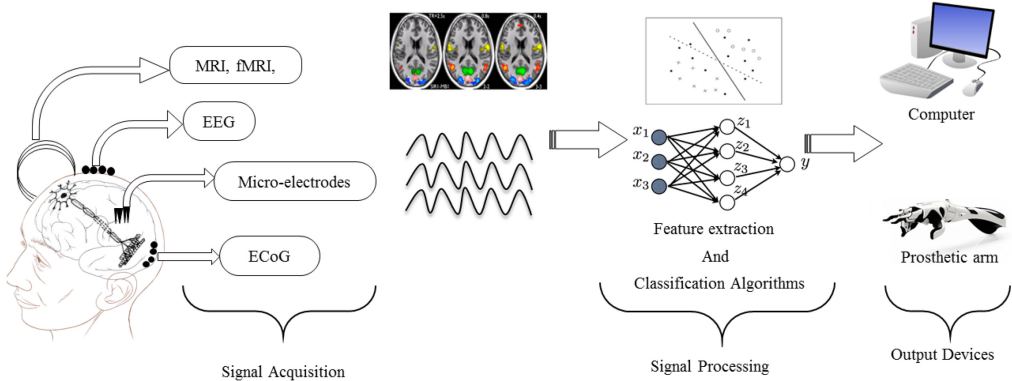 MRI, fMRI,
EEG
Micro-electrodes
ECoG
Signal Acquisition
x1
x2
x3
z1
z2
z3
z4
y
Feature extraction
And
Classification Algorithms
Signal Processing
Computer
Prosthetic arm
Output Devices